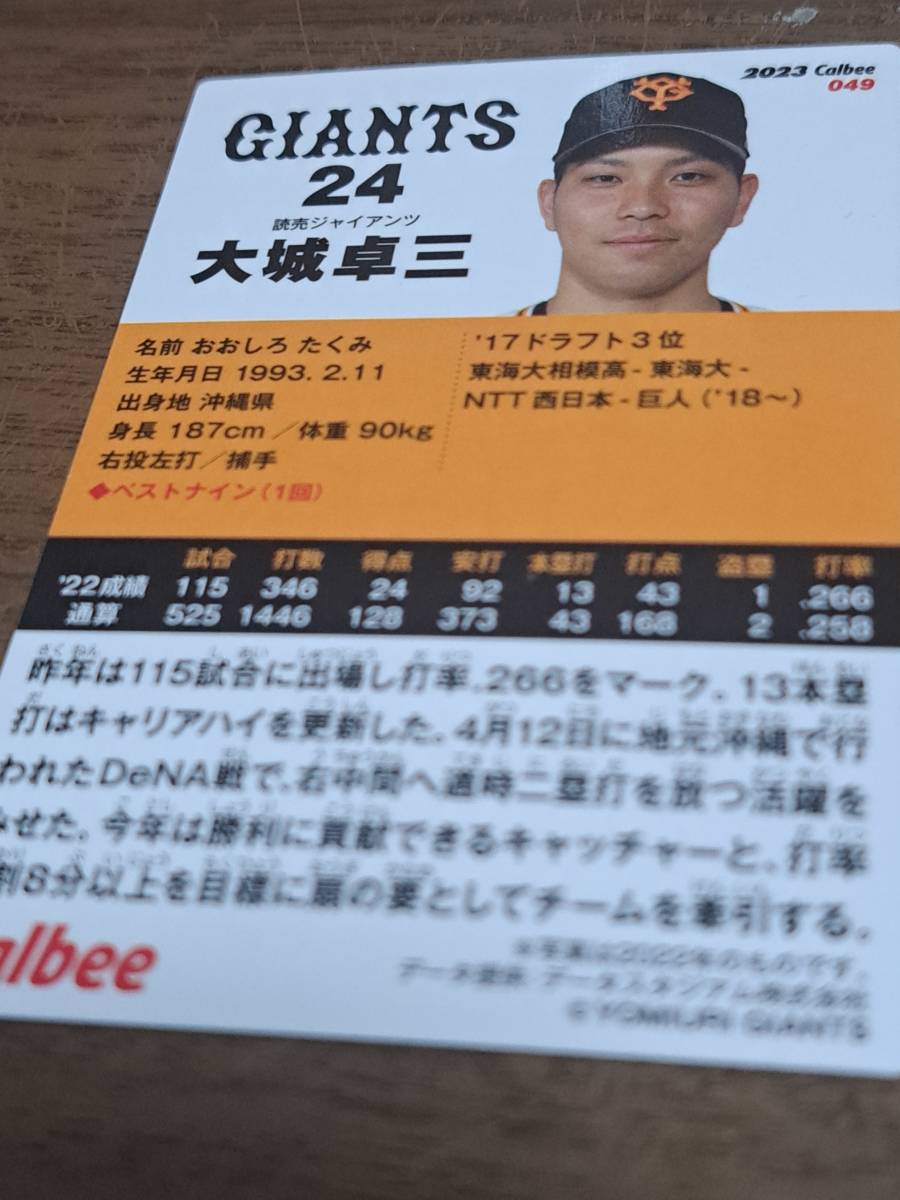 2023 Calbee
049
GIANTS
24
読売ジャイアンツ
大城卓三
名前 おおしろ たくみ
生年月日 1993. 2.11
出身地 沖縄県
身長 187cm／体重 90kg
右投左打／捕手
◆ベストナイン(1回)
'17ドラフト3位
東海大相模高 - 東海大 -
NTT西日本 - 巨人('18～)
試合 打数 得点 安打 本塁打 打点 盗塁 打率
'22成績 115 346 24 92 13 43 1 .266
通算 525 1446 128 373 43 168 2 .258
昨年は115試合に出場し打率.266をマーク。13本塁
打はキャリアハイを更新した。4月12日に地元沖縄で行
われたDeNA戦で、右中間へ適時二塁打を放つ活躍を
みせた。今年は勝利に貢献できるキャッチャーと、打率
割8分以上を目標に扇の要としてチームを牽引する。
※写真は2022年のものです。
データ提供：データスタジアム株式会社
©YOMIURI GIANTS
albee